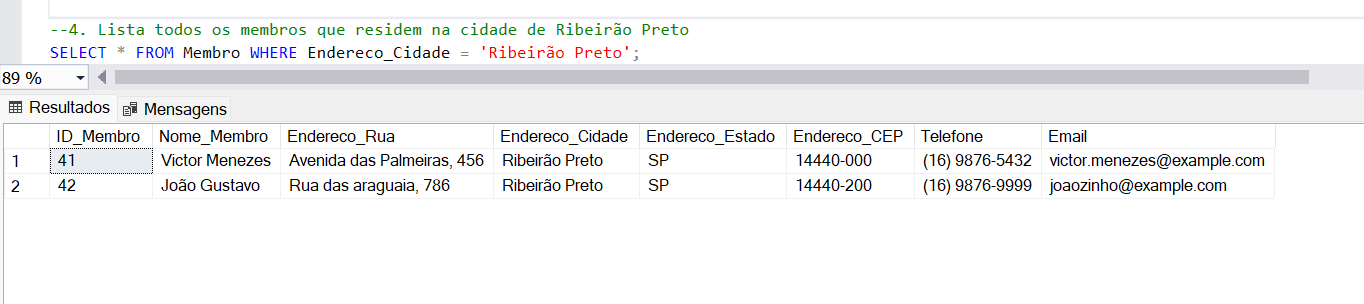 --4. Lista todos os membros que residem na cidade de Ribeirão Preto
SELECT * FROM Membro WHERE Endereco_Cidade = 'Ribeirão Preto';
89 %
Resultados Mensagens
ID_Membro Nome_Membro Endereco_Rua Endereco_Cidade Endereco_Estado Endereco_CEP Telefone Email
1 41 Victor Menezes Avenida das Palmeiras, 456 Ribeirão Preto SP 14440-000 (16) 9876-5432 victor.menezes@example.com
2 42 João Gustavo Rua das araguaia, 786 Ribeirão Preto SP 14440-200 (16) 9876-9999 joaozinho@example.com